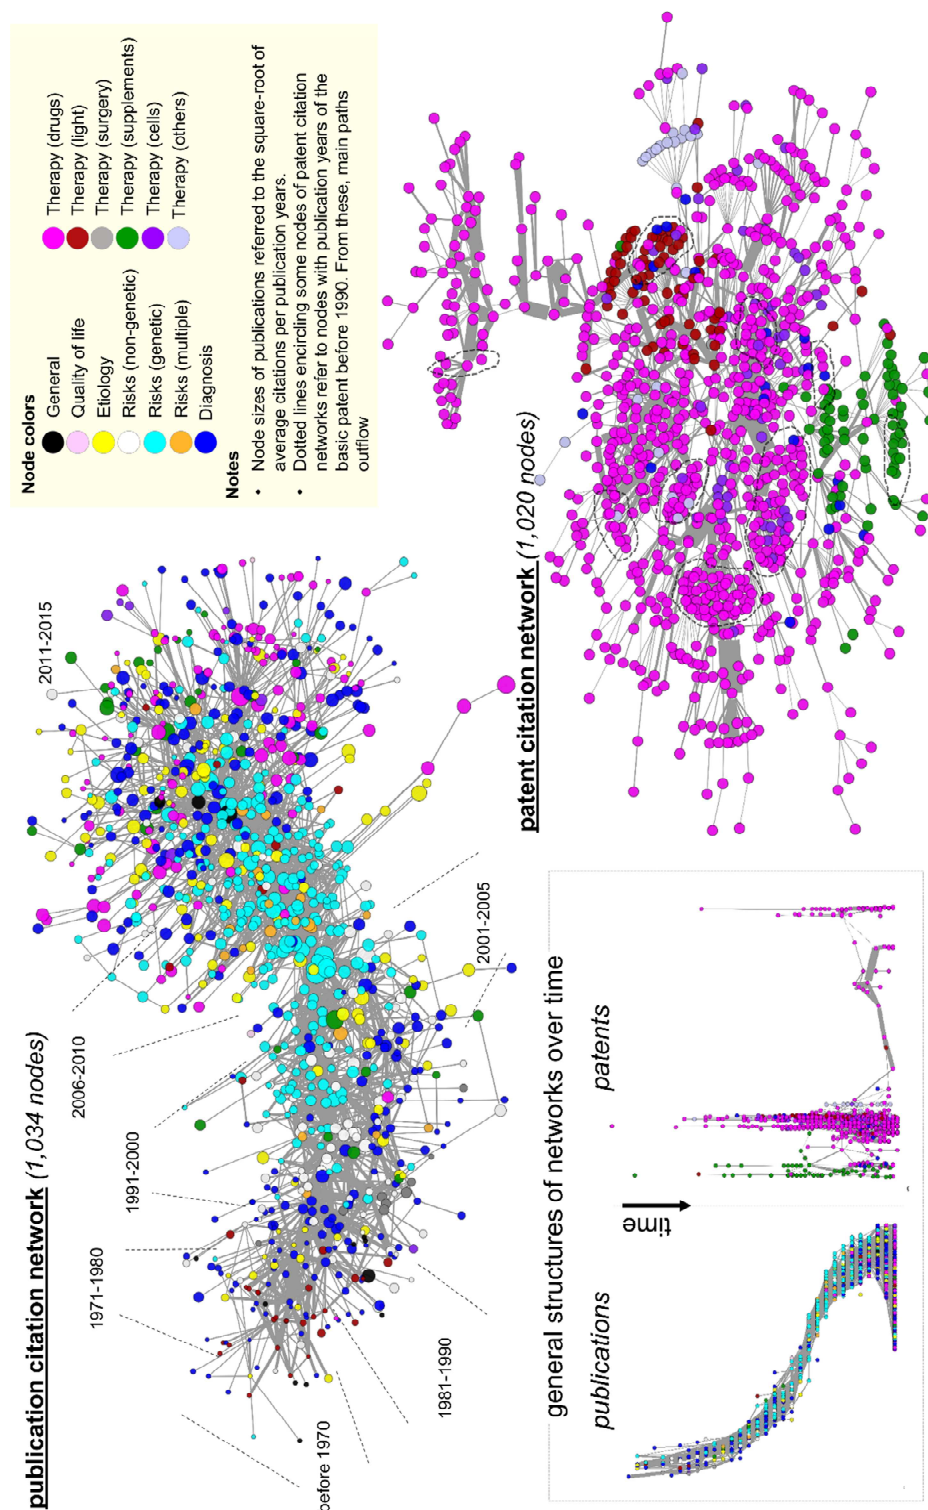 publication citation network (1,034 nodes)
before 1970
1971-1980
1981-1990
1991-2000
2001-2005
2006-2010
2011-2015
Node colors
General
Quality of life
Etiology
Risks (non-genetic)
Risks (genetic)
Risks (multiple)
Diagnosis
Therapy (drugs)
Therapy (light)
Therapy (surgery)
Therapy (supplements)
Therapy (cells)
Therapy (others)
Notes
• Node sizes of publications referred to the square-root of
average citations per publication years.
• Dotted lines encircling some nodes of patent citation
networks refer to nodes with publication years of the
basic patent before 1990. From these, main paths
outflow
general structures of networks over time
publications
time
patents
patent citation network (1,020 nodes)